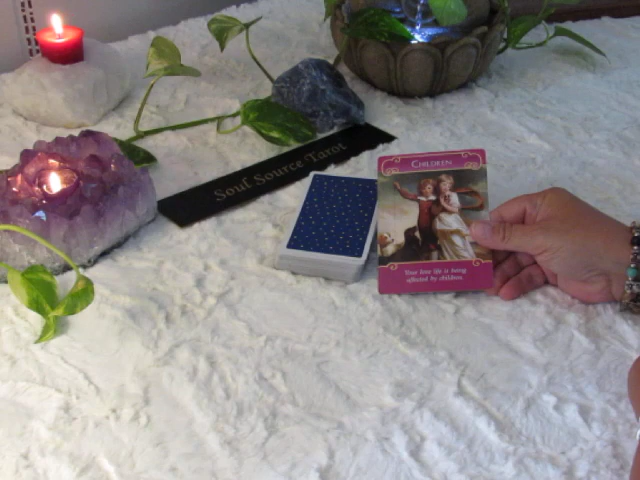 Soul Source Tarot
CHILDREN
Your love life is being
affected by children.